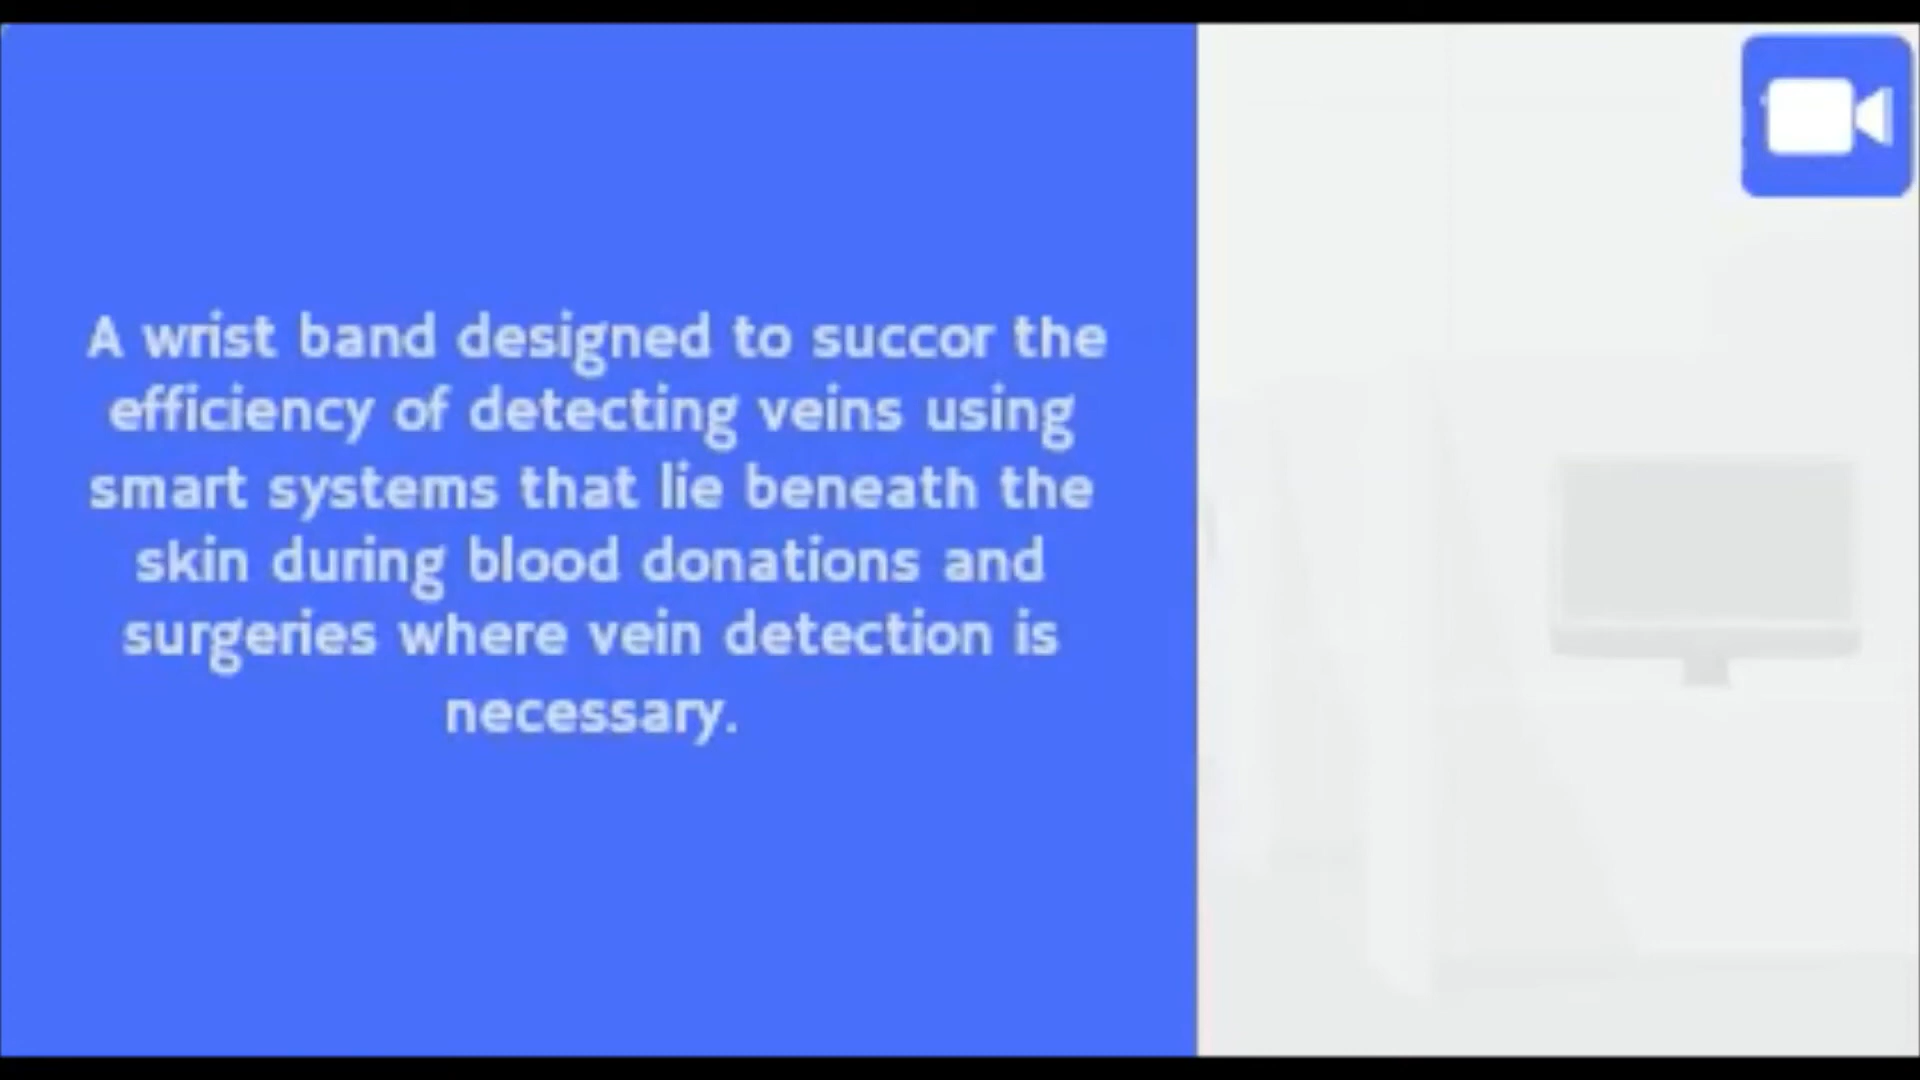 A wrist band designed to succor the
efficiency of detecting veins using
smart systems that lie beneath the
skin during blood donations and
surgeries where vein detection is
necessary.